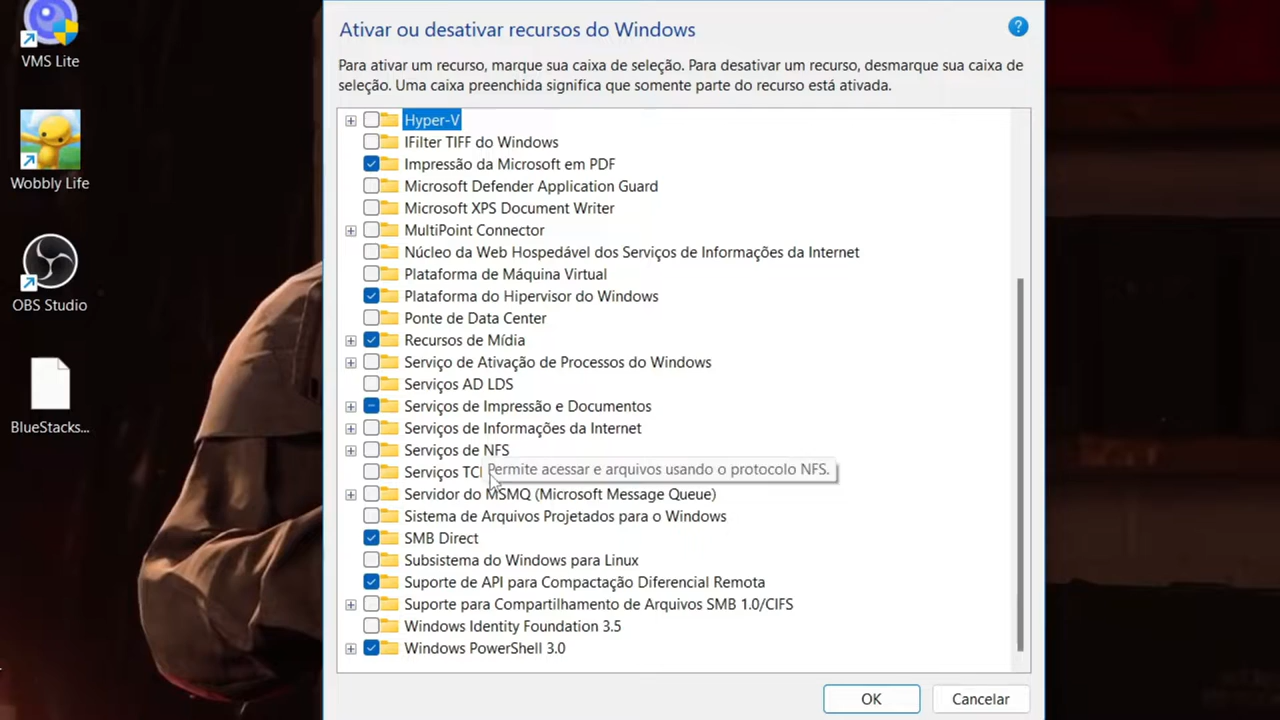 VMS Lite
Wobbly Life
OBS Studio
BlueStacks...
Ativar ou desativar recursos do Windows
?
Para ativar um recurso, marque sua caixa de seleção. Para desativar um recurso, desmarque sua caixa de
seleção. Uma caixa preenchida significa que somente parte do recurso está ativada.
Hyper-V
IFilter TIFF do Windows
Impressão da Microsoft em PDF
Microsoft Defender Application Guard
Microsoft XPS Document Writer
MultiPoint Connector
Núcleo da Web Hospedável dos Serviços de Informações da Internet
Plataforma de Máquina Virtual
Plataforma do Hipervisor do Windows
Ponte de Data Center
Recursos de Mídia
Serviço de Ativação de Processos do Windows
Serviços AD LDS
Serviços de Impressão e Documentos
Serviços de Informações da Internet
Serviços de NFS
Serviços
Permite acessar e arquivos usando o protocolo NFS.
Servidor do MSMQ (Microsoft Message Queue)
Sistema de Arquivos Projetados para o Windows
SMB Direct
Subsistema do Windows para Linux
Suporte de API para Compactação Diferencial Remota
Suporte para Compartilhamento de Arquivos SMB 1.0/CIFS
Windows Identity Foundation 3.5
Windows PowerShell 3.0
OK
Cancelar